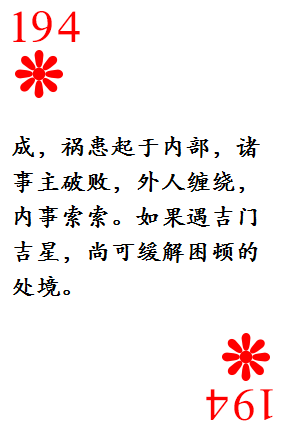 194
成，祸患起于内部，诸
事主破败，外人缠绕，
内事索索。如果遇吉门
吉星，尚可缓解困顿的
处境。
194